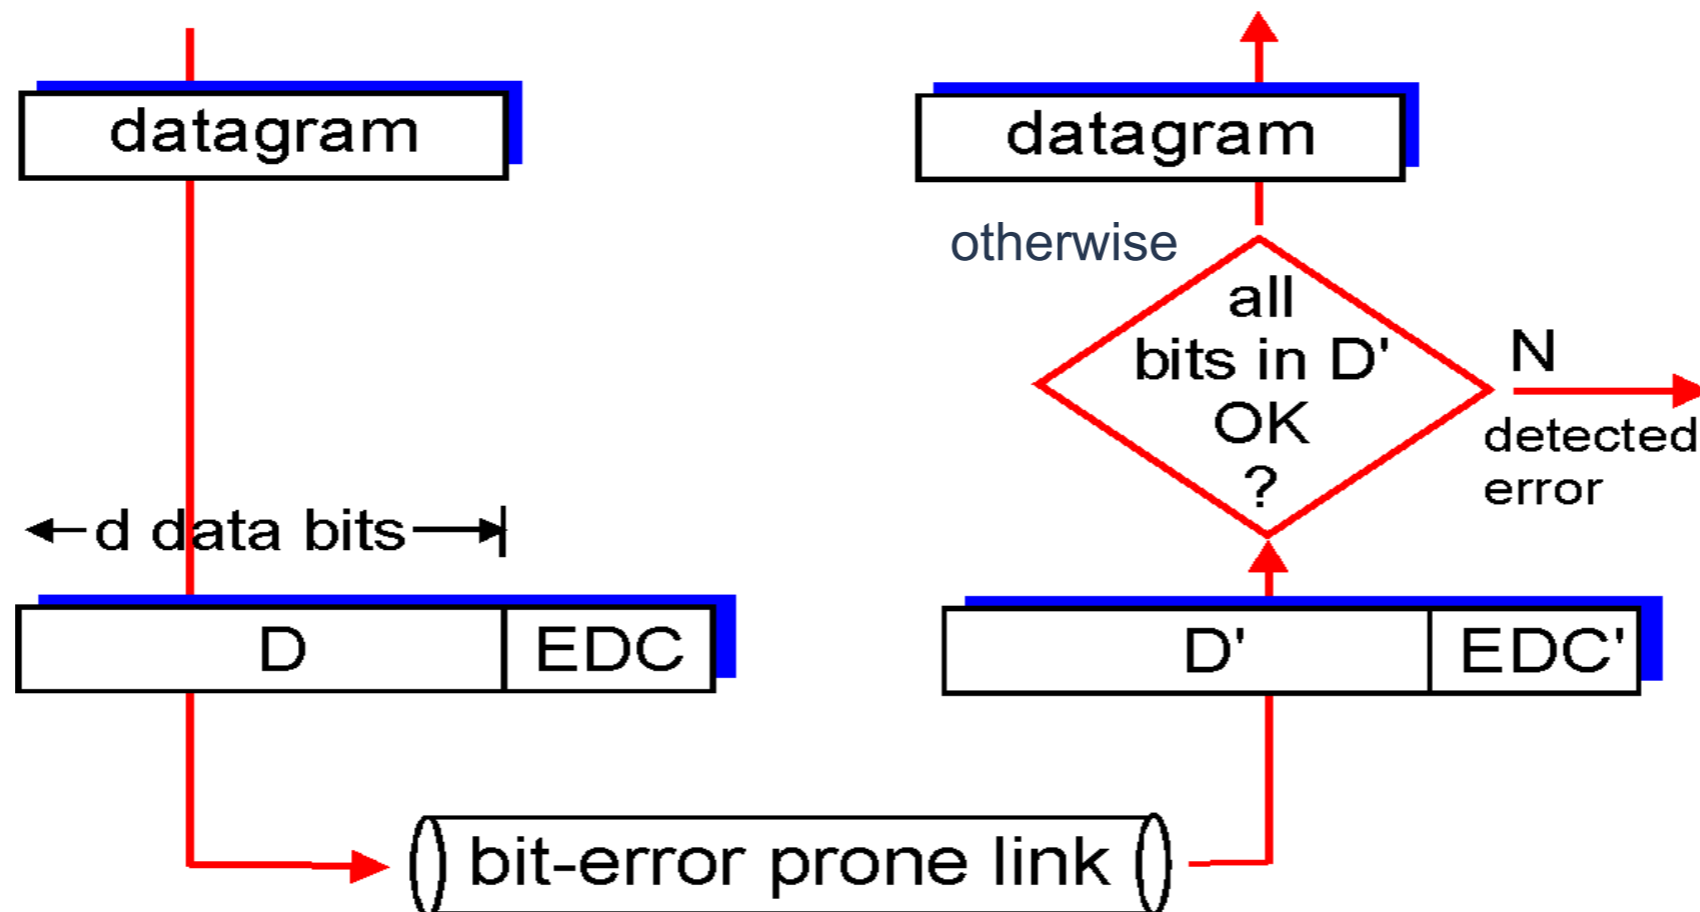 datagram
datagram
otherwise
all
bits in D'
OK
?
N
detected
error
d data bits
D
EDC
D'
EDC'
bit-error prone link